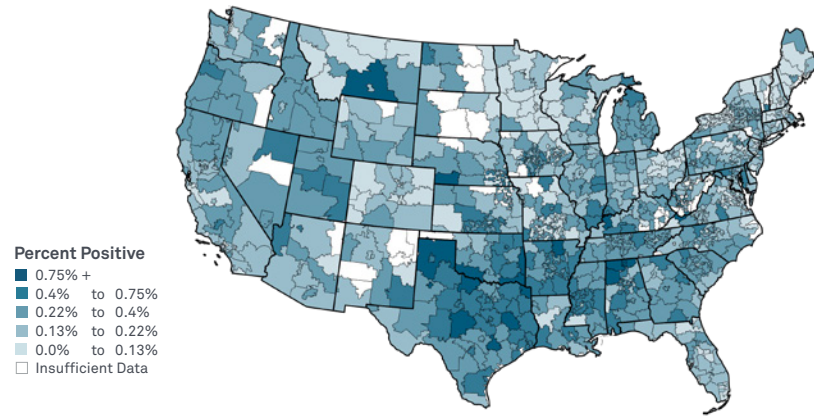 Percent Positive
0.75% +
0.4% to 0.75%
0.22% to 0.4%
0.13% to 0.22%
0.0% to 0.13%
Insufficient Data